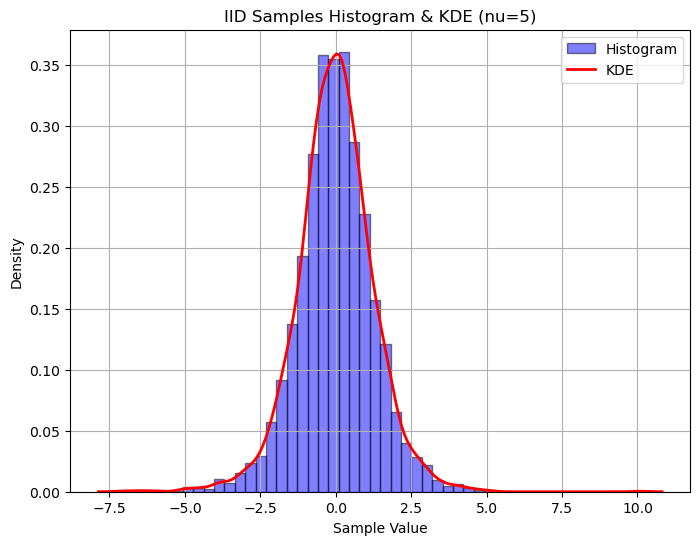 IID Samples Histogram & KDE (nu=5)
Histogram
KDE
Density
0.35
0.30
0.25
0.20
0.15
0.10
0.05
0.00
−7.5 −5.0 −2.5 0.0 2.5 5.0 7.5 10.0
Sample Value